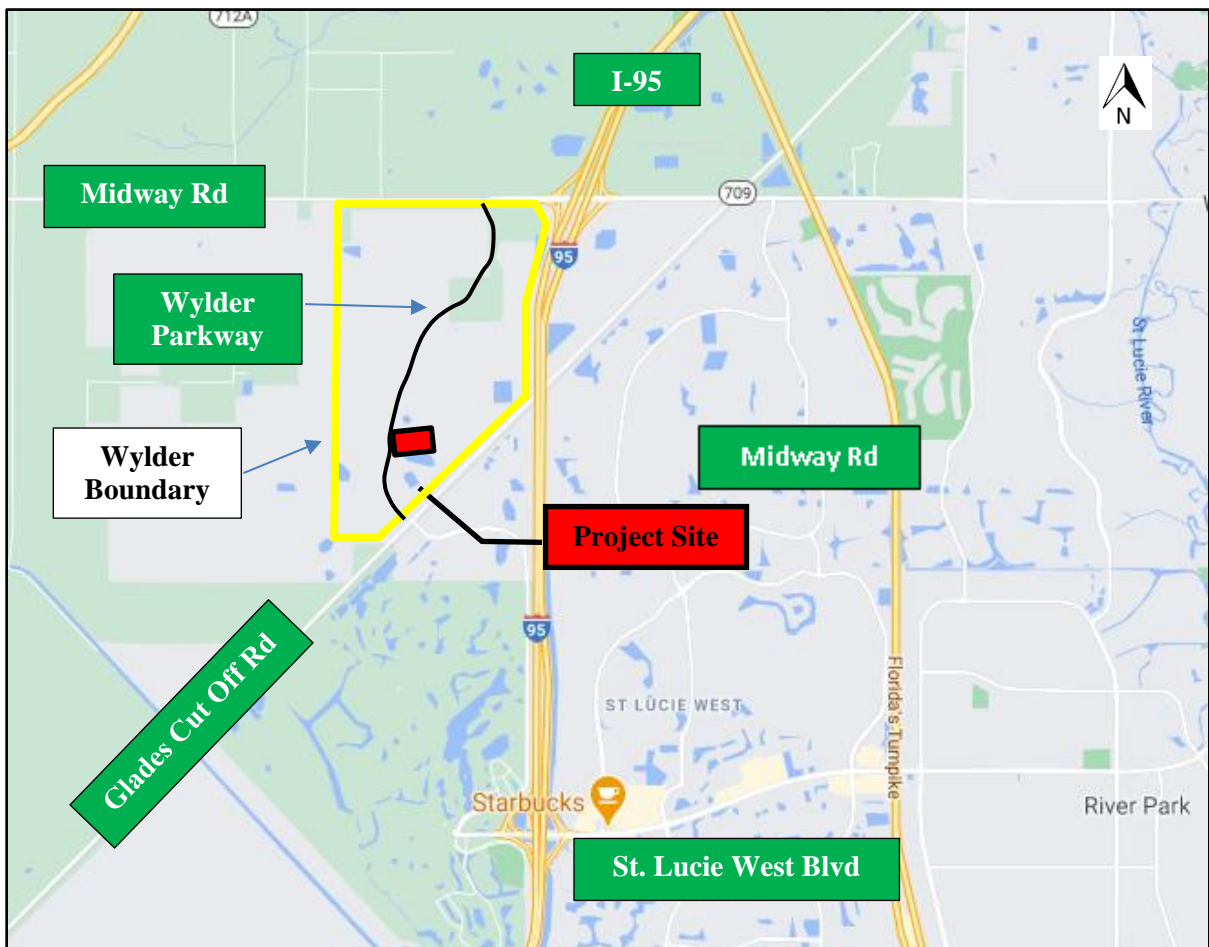 712A
I-95
N
Midway Rd
709
95
Wylder
Parkway
St Lucie River
Wylder
Boundary
Midway Rd
Project Site
95
Glades Cut Off Rd
ST LUCIE WEST
Florida's Turnpike
Starbucks
River Park
St. Lucie West Blvd